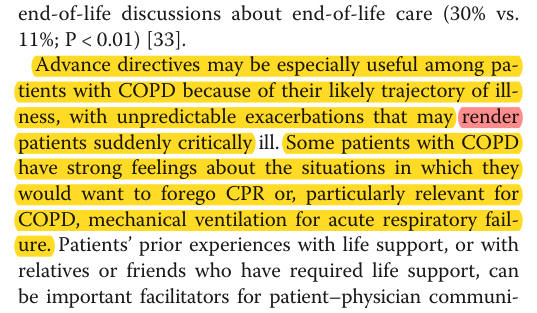 end-of-life discussions about end-of-life care (30% vs.
11%; P < 0.01) [33].
Advance directives may be especially useful among pa-
tients with COPD because of their likely trajectory of ill-
ness, with unpredictable exacerbations that may render
patients suddenly critically ill. Some patients with COPD
have strong feelings about the situations in which they
would want to forego CPR or, particularly relevant for
COPD, mechanical ventilation for acute respiratory fail-
ure. Patients’ prior experiences with life support, or with
relatives or friends who have required life support, can
be important facilitators for patient–physician communi-